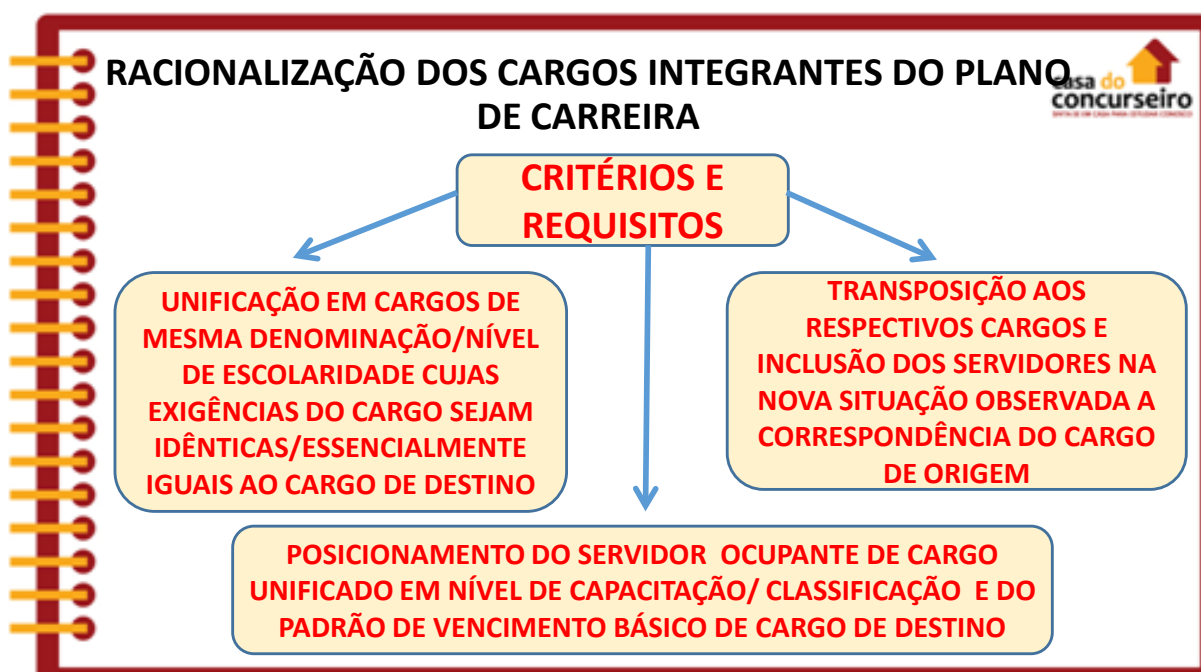 RACIONALIZAÇÃO DOS CARGOS INTEGRANTES DO PLANO
DE CARREIRA
casa do
concurseiro
CRITÉRIOS E
REQUISITOS
UNIFICAÇÃO EM CARGOS DE
MESMA DENOMINAÇÃO/NÍVEL
DE ESCOLARIDADE CUJAS
EXIGÊNCIAS DO CARGO SEJAM
IDÊNTICAS/ESSENCIALMENTE
IGUAIS AO CARGO DE DESTINO
TRANSPOSIÇÃO AOS
RESPECTIVOS CARGOS E
INCLUSÃO DOS SERVIDORES NA
NOVA SITUAÇÃO OBSERVADA A
CORRESPONDÊNCIA DO CARGO
DE ORIGEM
POSICIONAMENTO DO SERVIDOR OCUPANTE DE CARGO
UNIFICADO EM NÍVEL DE CAPACITAÇÃO/ CLASSIFICAÇÃO E DO
PADRÃO DE VENCIMENTO BÁSICO DE CARGO DE DESTINO